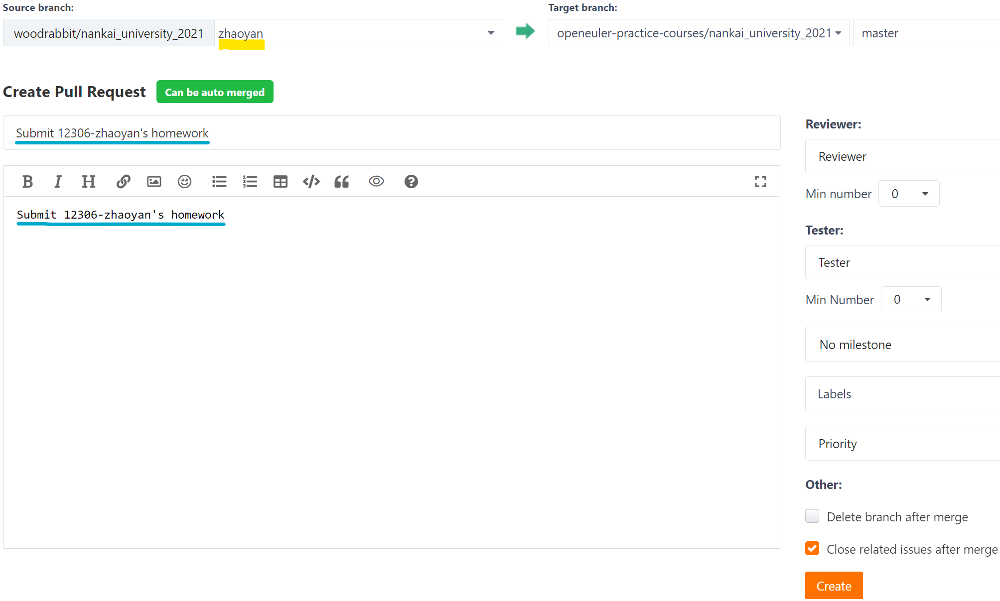 Source branch:
Target branch:
woodrabbit/nankai_university_2021 zhaoyan
openeuler-practice-courses/nankai_university_2021 master
Create Pull Request Can be auto merged
Submit 12306-zhaoyan's homework
Submit 12306-zhaoyan's homework
Reviewer:
Reviewer
Min number 0
Tester:
Tester
Min Number 0
No milestone
Labels
Priority
Other:
Delete branch after merge
Close related issues after merge
Create